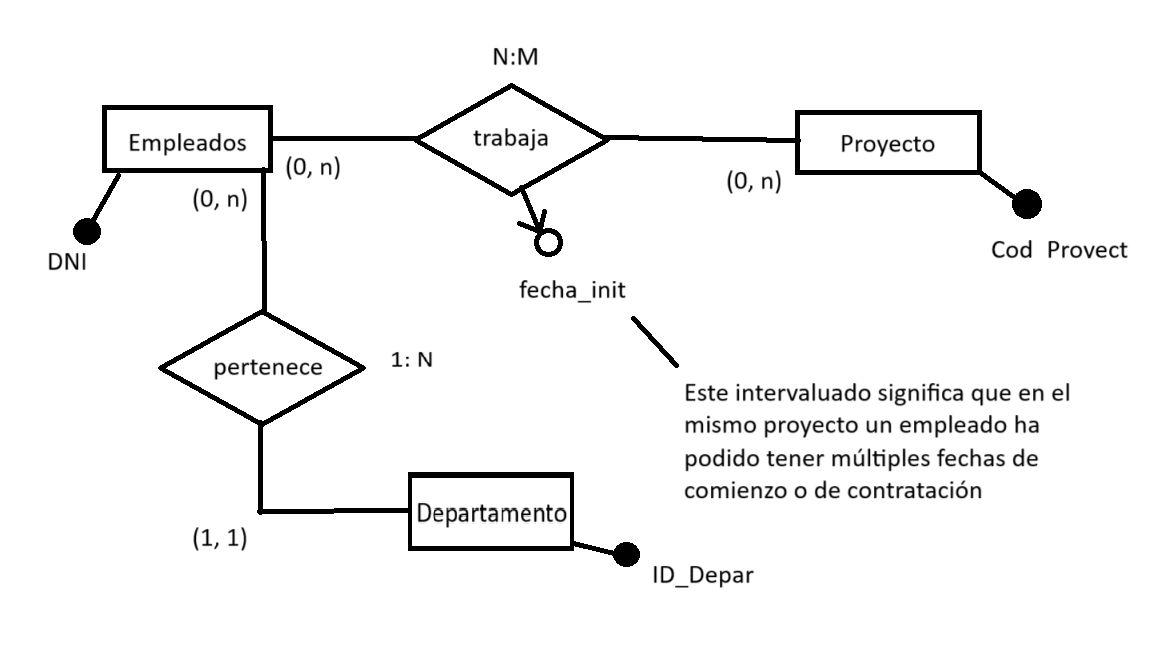 N:M
Empleados
trabaja
Proyecto
(0, n)
(0, n)
(0, n)
DNI
Cod Provect
fecha_init
pertenece
1: N
Este intervaluado significa que en el
mismo proyecto un empleado ha
podido tener múltiples fechas de
comienzo o de contratación
Departamento
(1, 1)
ID_Depar